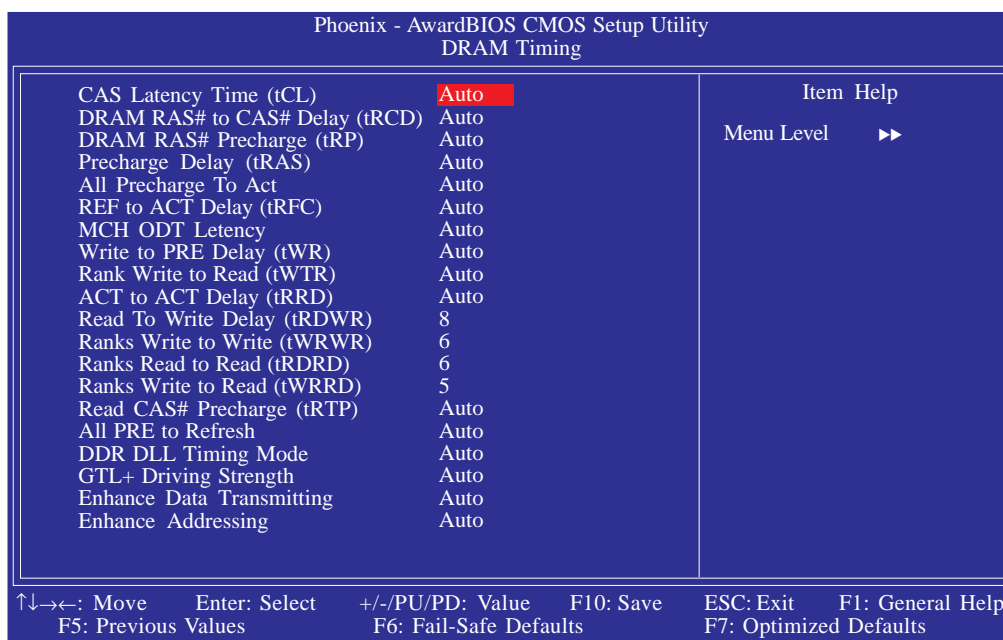 Phoenix - AwardBIOS CMOS Setup Utility
DRAM Timing
CAS Latency Time (tCL) Auto
DRAM RAS# to CAS# Delay (tRCD) Auto
DRAM RAS# Precharge (tRP) Auto
Precharge Delay (tRAS) Auto
All Precharge To Act Auto
REF to ACT Delay (tRFC) Auto
MCH ODT Letency Auto
Write to PRE Delay (tWR) Auto
Rank Write to Read (tWTR) Auto
ACT to ACT Delay (tRRD) Auto
Read To Write Delay (tRDWR) 8
Ranks Write to Write (tWRWR) 6
Ranks Read to Read (tRDRD) 6
Ranks Write to Read (tWRRD) 5
Read CAS# Precharge (tRTP) Auto
All PRE to Refresh Auto
DDR DLL Timing Mode Auto
GTL+ Driving Strength Auto
Enhance Data Transmitting Auto
Enhance Addressing Auto
Item Help
Menu Level ▸▸
↑↓→←: Move Enter: Select +/-/PU/PD: Value F10: Save ESC: Exit F1: General Help
F5: Previous Values F6: Fail-Safe Defaults F7: Optimized Defaults